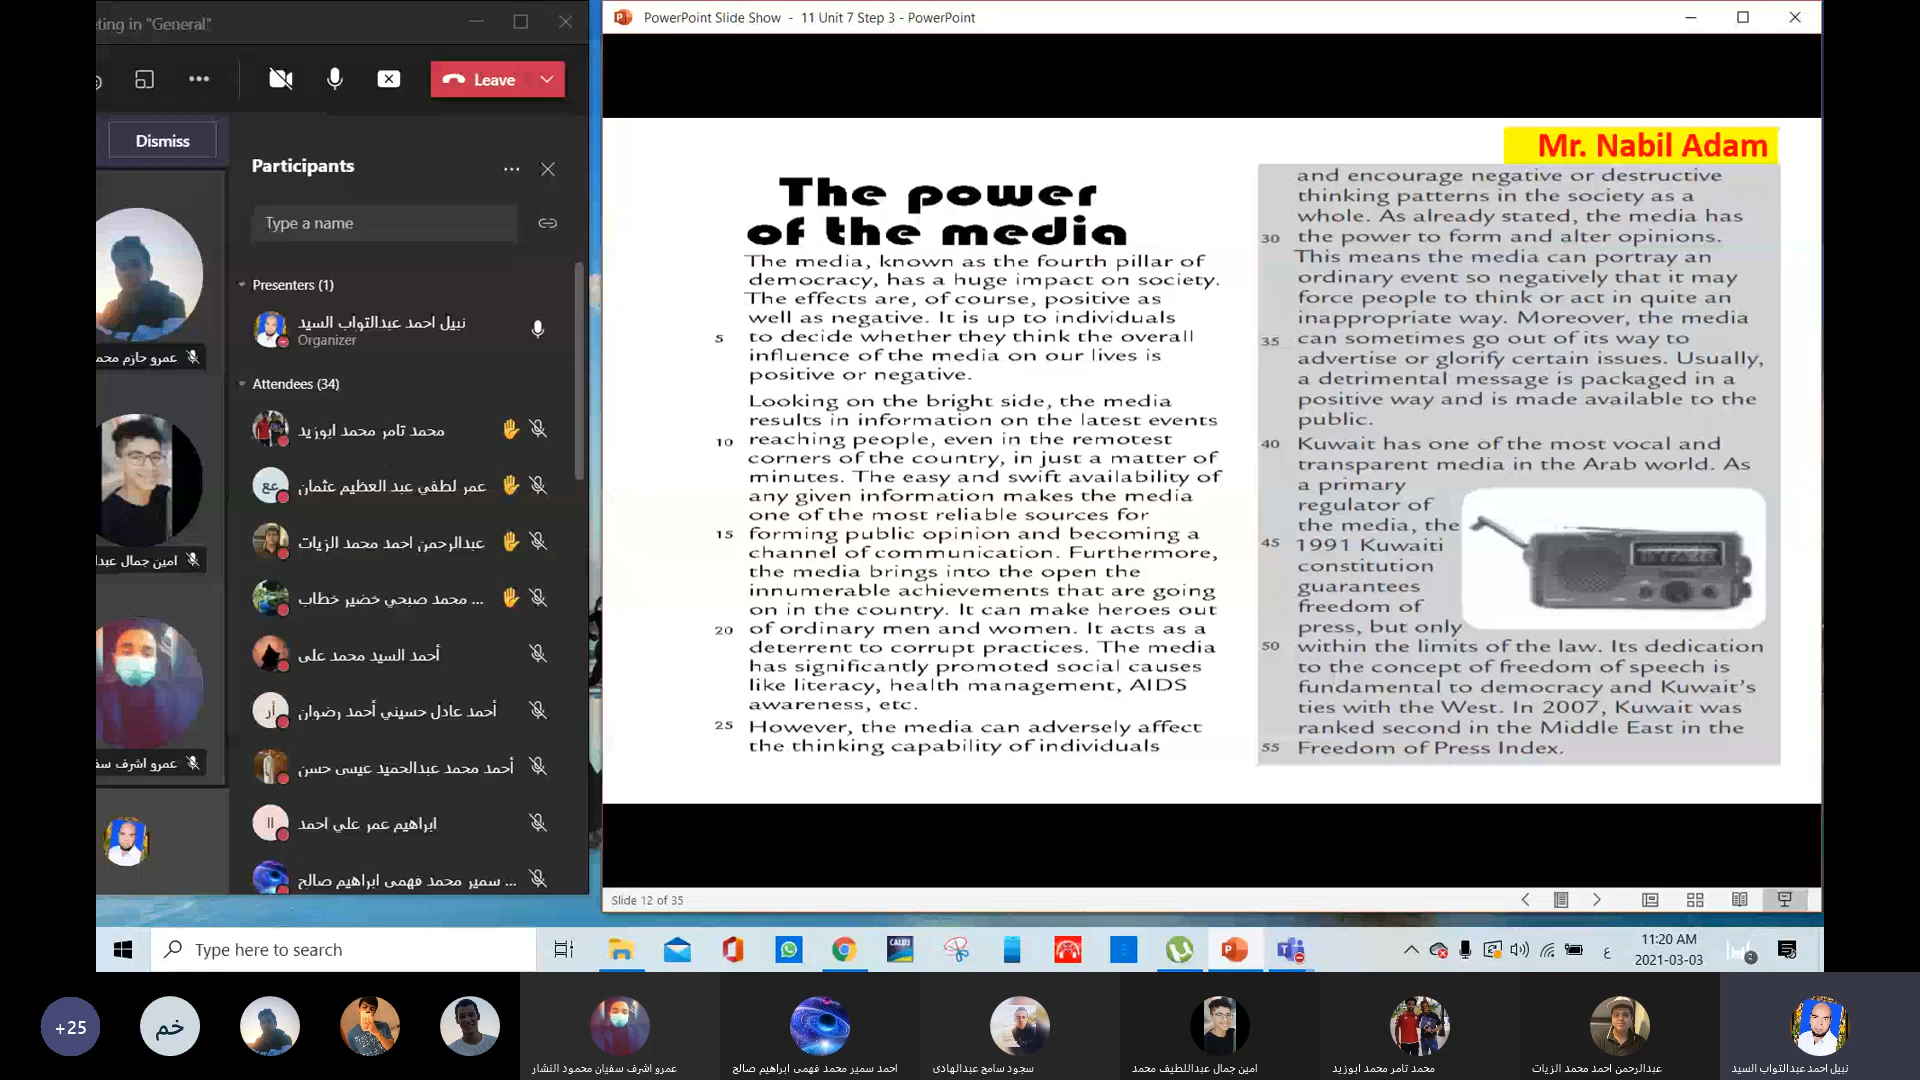 ting in "General"
Leave
Dismiss
Participants
Type a name
Presenters (1)
نبيل احمد عبدالتواب السيد
Organizer
Attendees (34)
محمد تامر محمد ابوزيد
عمر لطفي عبد العظيم عثمان
عبدالرحمن احمد محمد الزيات
محمد صبحي خضير خطاب ...
أحمد السيد محمد على
أحمد عادل حسيني أحمد رضوان
أحمد محمد عبدالحميد عيسى حسن
ابراهيم عمر علي احمد
سمير محمد فهمى ابراهيم صالح ...
عع
أر
اا
عمرو حازم محمد
امين جمال عبدا
عمرو اشرف سف
PowerPoint Slide Show - 11 Unit 7 Step 3 - PowerPoint
Mr. Nabil Adam
The power
of the media
The media, known as the fourth pillar of
democracy, has a huge impact on society.
The effects are, of course, positive as
well as negative. It is up to individuals
5 to decide whether they think the overall
influence of the media on our lives is
positive or negative.
Looking on the bright side, the media
results in information on the latest events
10 reaching people, even in the remotest
corners of the country, in just a matter of
minutes. The easy and swift availability of
any given information makes the media
one of the most reliable sources for
15 forming public opinion and becoming a
channel of communication. Furthermore,
the media brings into the open the
innumerable achievements that are going
on in the country. It can make heroes out
20 of ordinary men and women. It acts as a
deterrent to corrupt practices. The media
has significantly promoted social causes
like literacy, health management, AIDS
awareness, etc.
25 However, the media can adversely affect
the thinking capability of individuals
and encourage negative or destructive
thinking patterns in the society as a
whole. As already stated, the media has
30 the power to form and alter opinions.
This means the media can portray an
ordinary event so negatively that it may
force people to think or act in quite an
inappropriate way. Moreover, the media
35 can sometimes go out of its way to
advertise or glorify certain issues. Usually,
a detrimental message is packaged in a
positive way and is made available to the
public.
40 Kuwait has one of the most vocal and
transparent media in the Arab world. As
a primary
regulator of
the media, the
45 1991 Kuwaiti
constitution
guarantees
freedom of
press, but only
50 within the limits of the law. Its dedication
to the concept of freedom of speech is
fundamental to democracy and Kuwait's
ties with the West. In 2007, Kuwait was
ranked second in the Middle East in the
55 Freedom of Press Index.
Slide 12 of 35
Type here to search
ع
11:20 AM
2021-03-03
2
+25
خم
عمرو اشرف سفيان محمود النشار
احمد سمير محمد فهمى ابراهيم صالح
سجود سامح عبدالهادى
امين جمال عبداللطيف محمد
محمد تامر محمد ابوزيد
عبدالرحمن احمد محمد الزيات
نبيل احمد عبدالتواب السيد